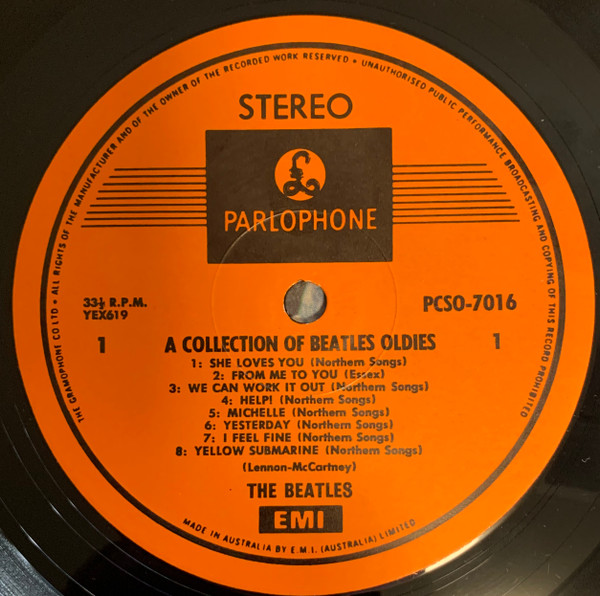 THE GRAMOPHONE CO LTD • ALL RIGHTS OF THE MANUFACTURER AND OF THE OWNER OF THE RECORDED WORK RESERVED • UNAUTHORISED PUBLIC PERFORMANCE BROADCASTING AND COPYING OF THIS RECORD PROHIBITED
STEREO
£
PARLOPHONE
33⅓ R.P.M.
YEX619
PCSO-7016
1 A COLLECTION OF BEATLES OLDIES 1
1: SHE LOVES YOU (Northern Songs)
2: FROM ME TO YOU (Essex)
3: WE CAN WORK IT OUT (Northern Songs)
4: HELP! (Northern Songs)
5: MICHELLE (Northern Songs)
6: YESTERDAY (Northern Songs)
7: I FEEL FINE (Northern Songs)
8: YELLOW SUBMARINE (Northern Songs)
(Lennon-McCartney)
THE BEATLES
EMI
MADE IN AUSTRALIA BY E.M.I. (AUSTRALIA) LIMITED